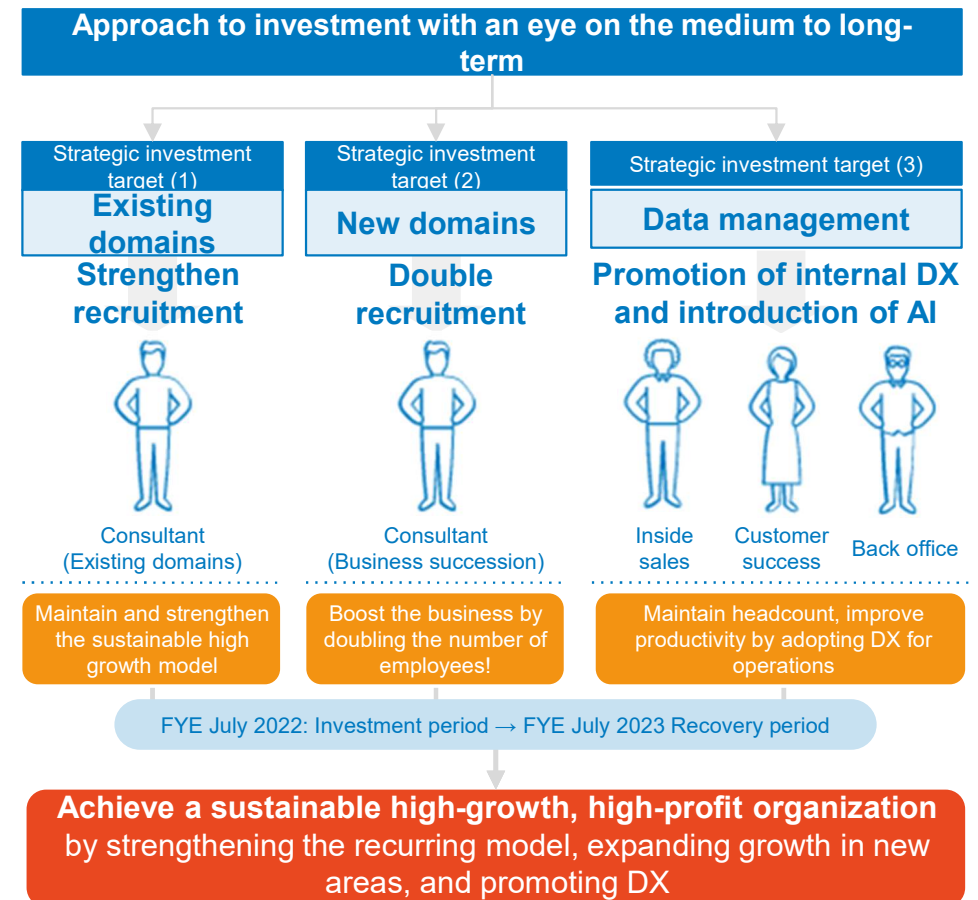 Approach to investment with an eye on the medium to long-
term
Strategic investment
target (1)
Existing
domains
Strengthen
recruitment
Consultant
(Existing domains)
Maintain and strengthen
the sustainable high
growth model
Strategic investment
target (2)
New domains
Double
recruitment
Consultant
(Business succession)
Boost the business by
doubling the number of
employees!
Strategic investment target (3)
Data management
Promotion of internal DX
and introduction of AI
Inside
sales
Customer
success
Back office
Maintain headcount, improve
productivity by adopting DX for
operations
FYE July 2022: Investment period → FYE July 2023 Recovery period
Achieve a sustainable high-growth, high-profit organization
by strengthening the recurring model, expanding growth in new
areas, and promoting DX